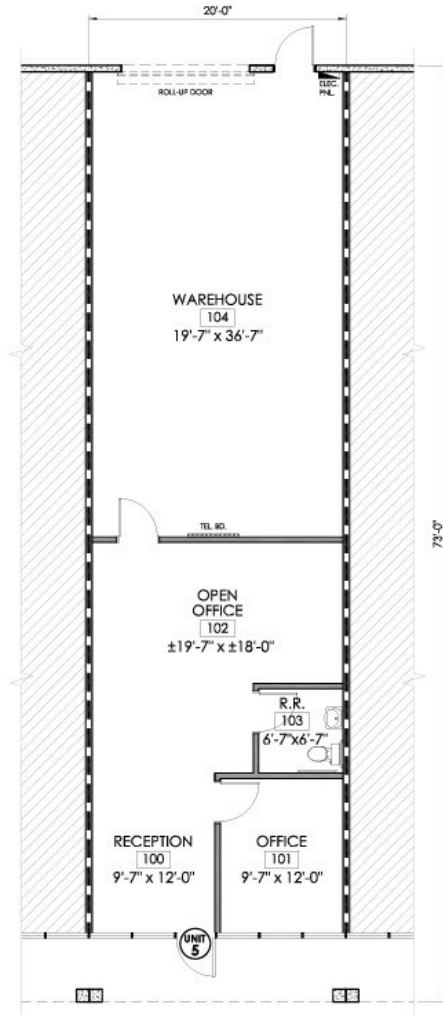 20'-0"
ROLL-UP DOOR
ELEC.
PNL.
WAREHOUSE
104
19'-7" x 36'-7"
73'-0"
TEL. BD.
OPEN
OFFICE
102
±19'-7" x ±18'-0"
R.R.
103
6'-7"x6'-7"
RECEPTION
100
9'-7" x 12'-0"
OFFICE
101
9'-7" x 12'-0"
UNIT
5